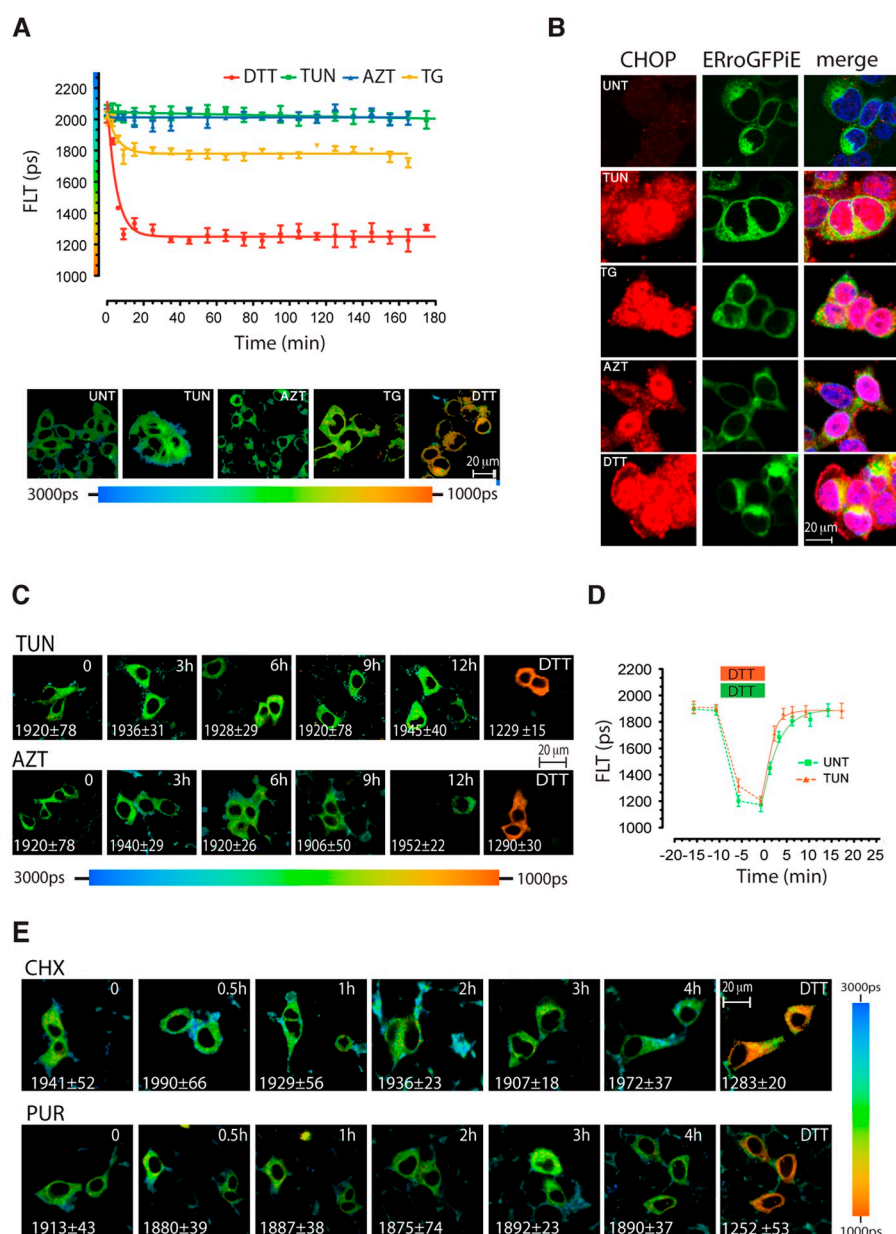 A
DTT TUN AZT TG
2200
2000
1800
1600
1400
1200
1000
FLT (ps)
0 20 40 60 80 100 120 140 160 180
Time (min)
UNT TUN AZT TG DTT
20 µm
3000ps 1000ps
B
CHOP ERroGFPiE merge
UNT
TUN
TG
AZT
DTT
20 µm
C
TUN
0 3h 6h 9h 12h DTT
1920±78 1936±31 1928±29 1920±78 1945±40 1229 ±15
AZT
20 µm
0 3h 6h 9h 12h DTT
1920±78 1940±29 1920±26 1906±50 1952±22 1290±30
3000ps 1000ps
D
2200
2000
1800
1600
1400
1200
1000
FLT (ps)
DTT
DTT
UNT
TUN
-20 -15 -10 -5 0 5 10 15 20 25
Time (min)
E
CHX
0 0.5h 1h 2h 3h 4h DTT
20 µm
1941±52 1990±66 1929±56 1936±23 1907±18 1972±37 1283±20
PUR
0 0.5h 1h 2h 3h 4h DTT
1913±43 1880±39 1887±38 1875±74 1892±23 1890±37 1252 ±53
3000ps
1000ps